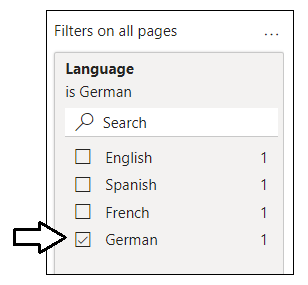 Filters on all pages ...
Language
is German
Search
English 1
Spanish 1
French 1
German 1